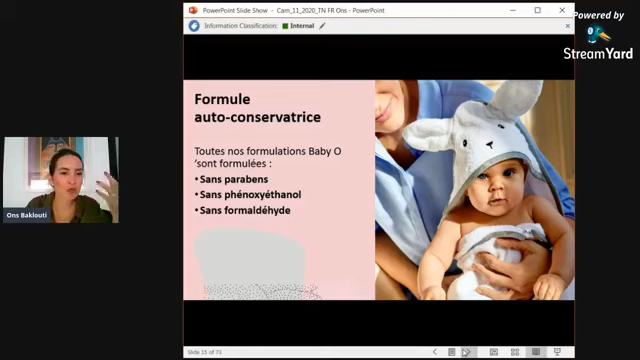 PowerPoint Slide Show - Cam_11_2020_TN FR Ons - PowerPoint
Powered by
StreamYard
Information Classification: Internal
Formule
auto-conservatrice
Toutes nos formulations Baby O
'sont formulées :
•Sans parabens
•Sans phénoxyéthanol
•Sans formaldéhyde
Ons Baklouti
Slide 15 of 73